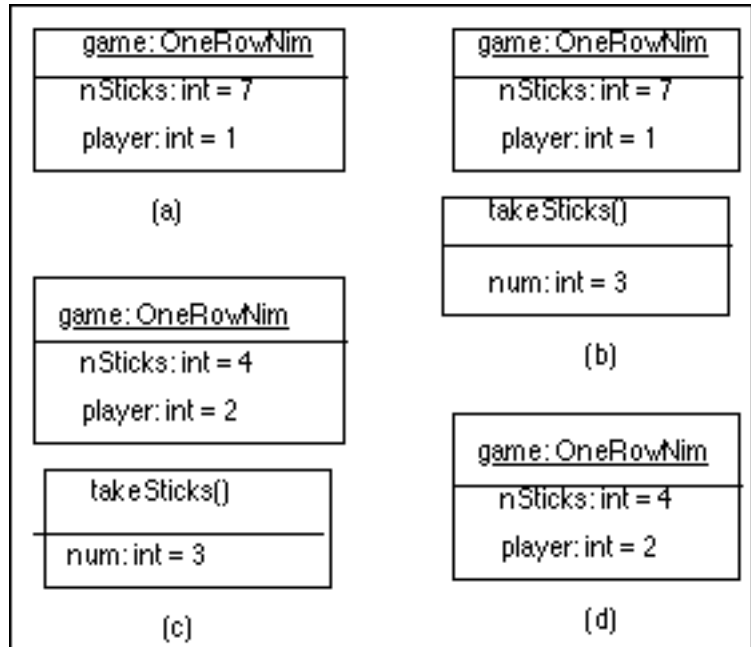 game: OneRowNim
nSticks: int = 7
player: int = 1
(a)
game: OneRowNim
nSticks: int = 7
player: int = 1
takeSticks()
num: int = 3
(b)
game: OneRowNim
nSticks: int = 4
player: int = 2
takeSticks()
num: int = 3
(c)
game: OneRowNim
nSticks: int = 4
player: int = 2
(d)